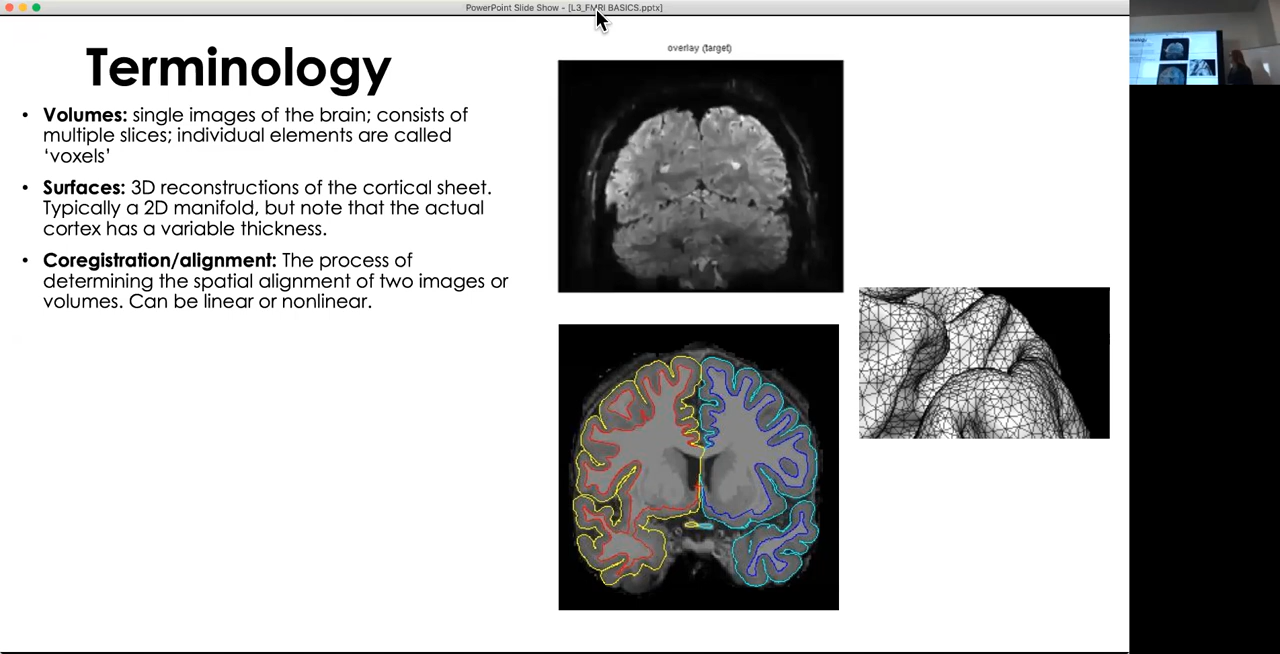 PowerPoint Slide Show - [L3_FMRI BASICS.pptx]
Terminology
• Volumes: single images of the brain; consists of
multiple slices; individual elements are called
‘voxels’
• Surfaces: 3D reconstructions of the cortical sheet.
Typically a 2D manifold, but note that the actual
cortex has a variable thickness.
• Coregistration/alignment: The process of
determining the spatial alignment of two images or
volumes. Can be linear or nonlinear.
overlay (target)